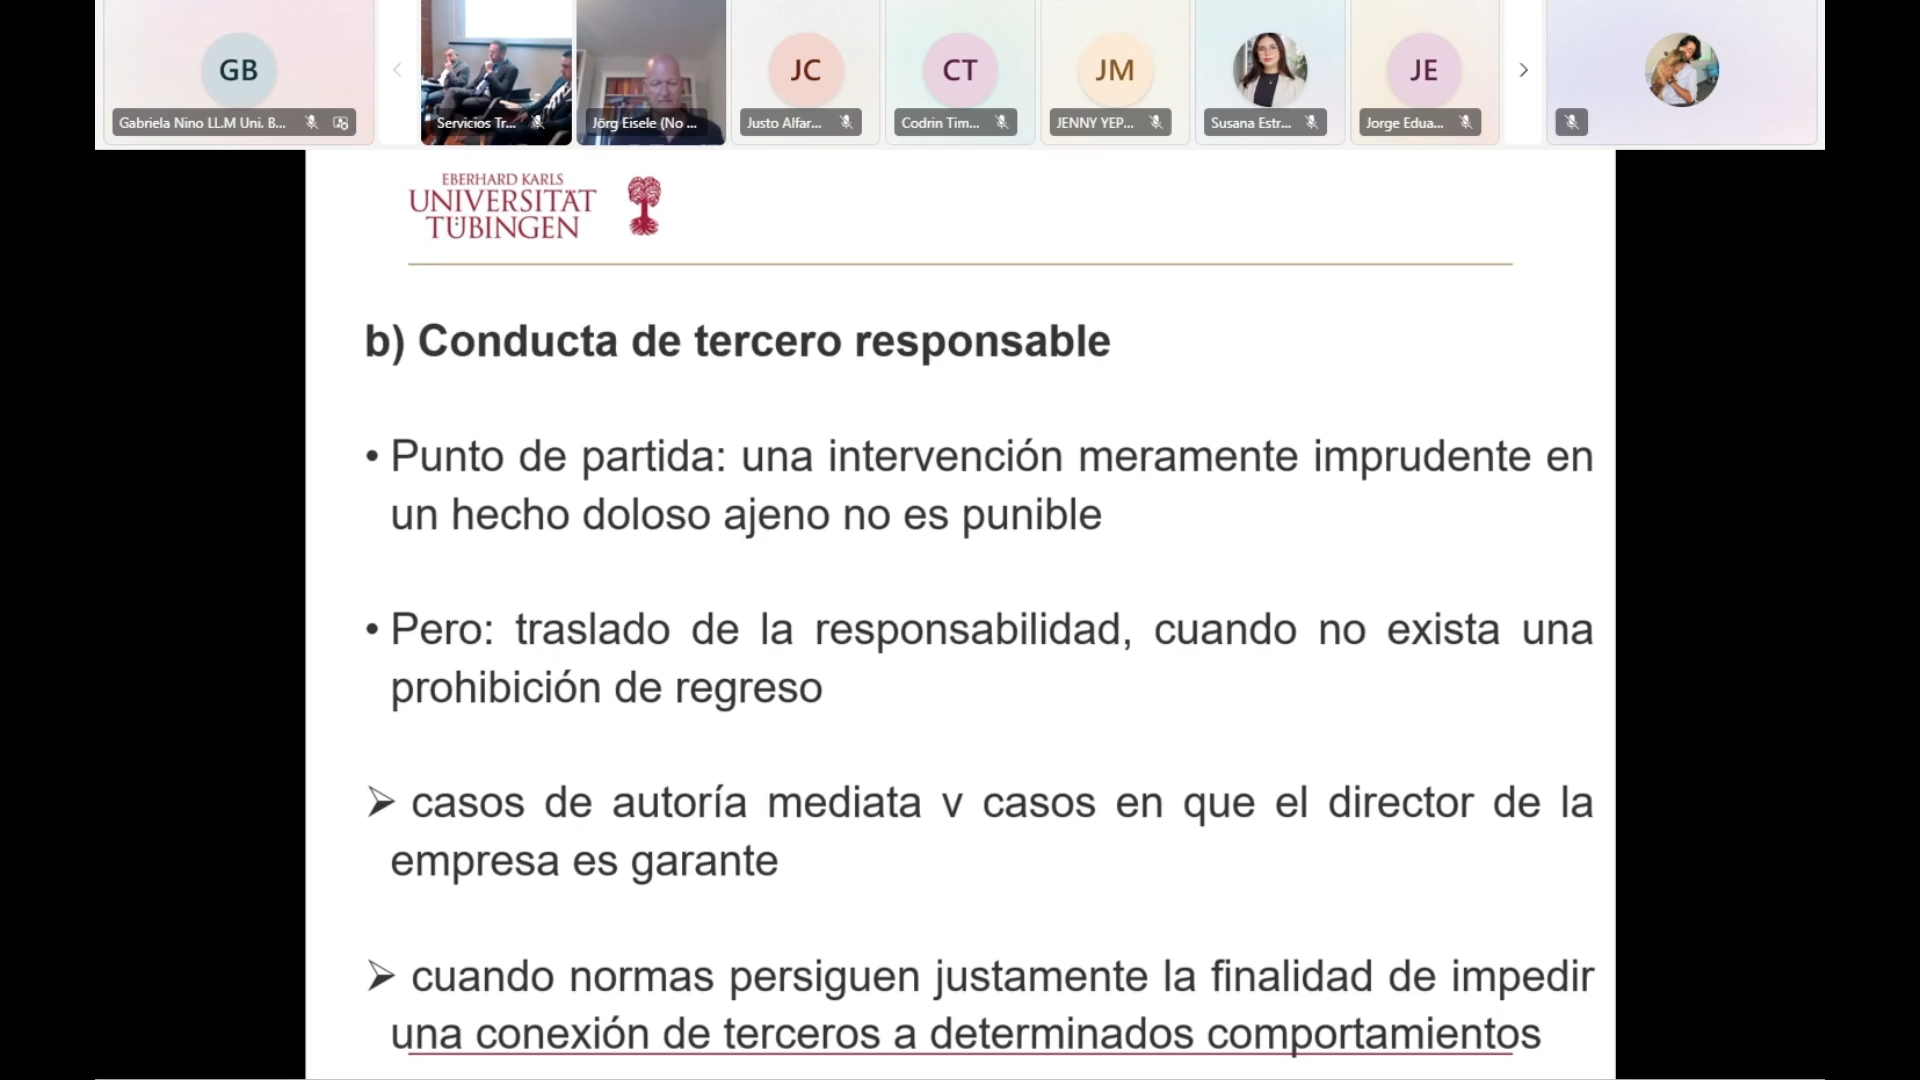 GB
Gabriela Nino LL.M Uni. B...
Servicios Tr...
Jörg Eisele (No ...
JC
Justo Alfar...
CT
Codrin Tim...
JM
JENNY YEP...
Susana Estr...
JE
Jorge Edua...
EBERHARD KARLS
UNIVERSITÄT
TÜBINGEN
b) Conducta de tercero responsable
• Punto de partida: una intervención meramente imprudente en
un hecho doloso ajeno no es punible
• Pero: traslado de la responsabilidad, cuando no exista una
prohibición de regreso
➢ casos de autoría mediata v casos en que el director de la
empresa es garante
➢ cuando normas persiguen justamente la finalidad de impedir
una conexión de terceros a determinados comportamientos